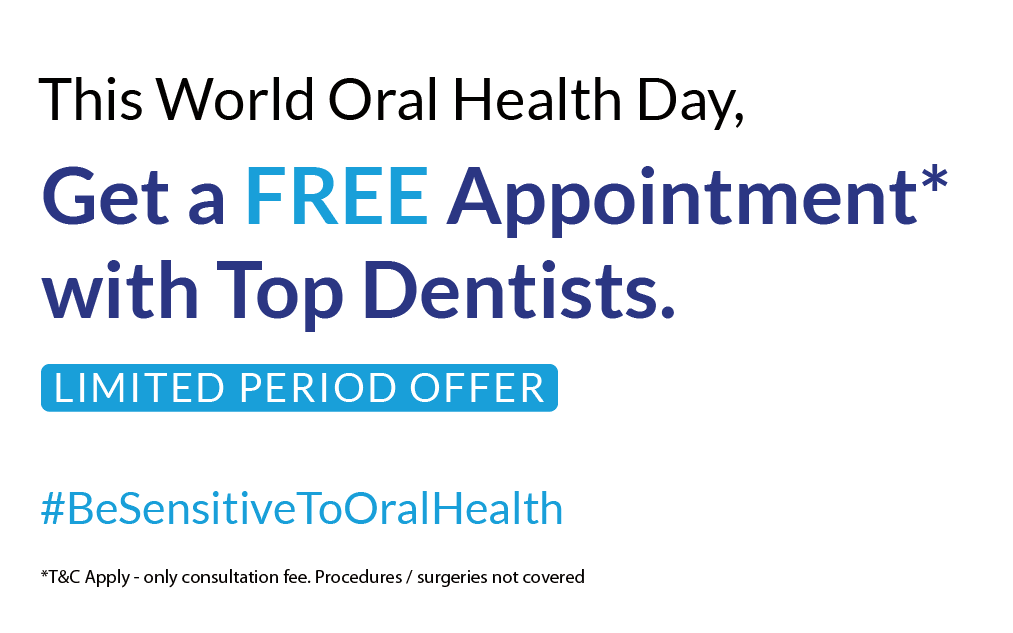 This World Oral Health Day,
Get a FREE Appointment*
with Top Dentists.
LIMITED PERIOD OFFER
#BeSensitiveToOralHealth
*T&C Apply - only consultation fee. Procedures / surgeries not covered